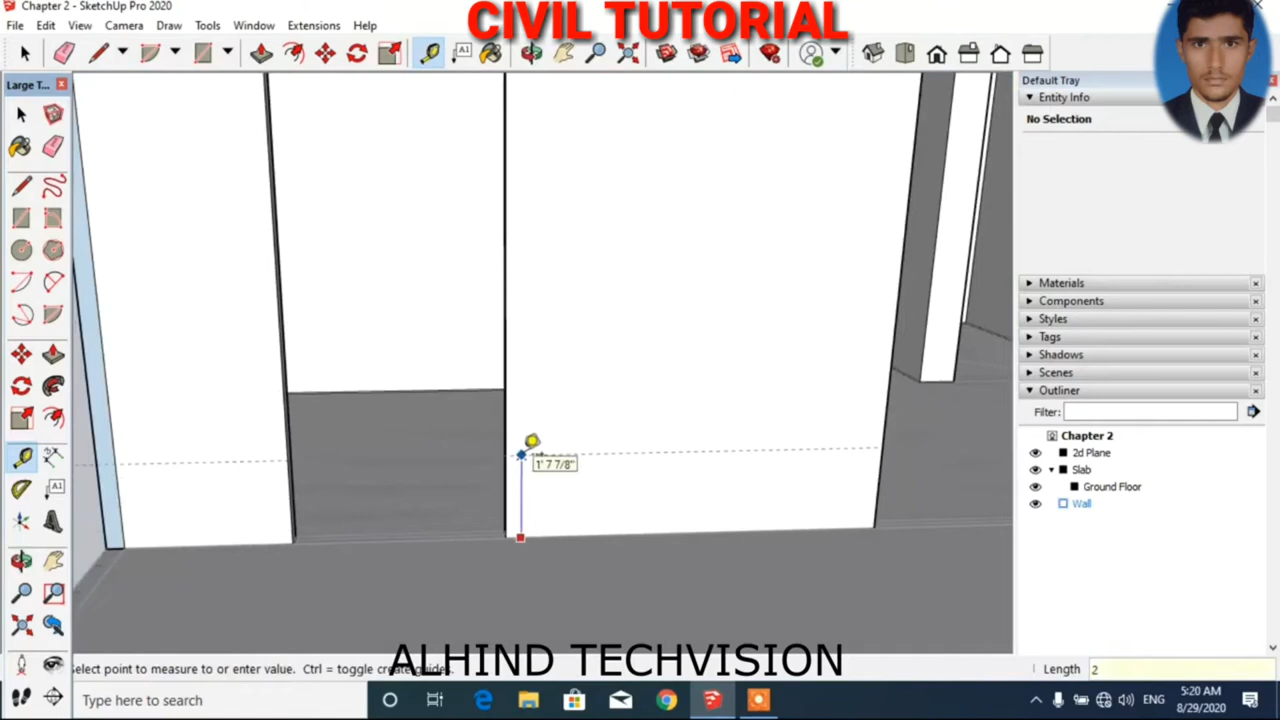 Chapter 2 - SketchUp Pro 2020
CIVIL TUTORIAL
File Edit View Camera Draw Tools Window Extensions Help
A1
Large T...
Default Tray
Entity Info
No Selection
1' 7 7/8"
A1
Materials
Components
Styles
Tags
Shadows
Scenes
Outliner
Filter:
Chapter 2
2d Plane
Slab
Ground Floor
Wall
Select point to measure to or enter value. Ctrl = toggle create guides.
ALHIND TECHVISION
Length 2
Type here to search
ENG
5:20 AM
8/29/2020